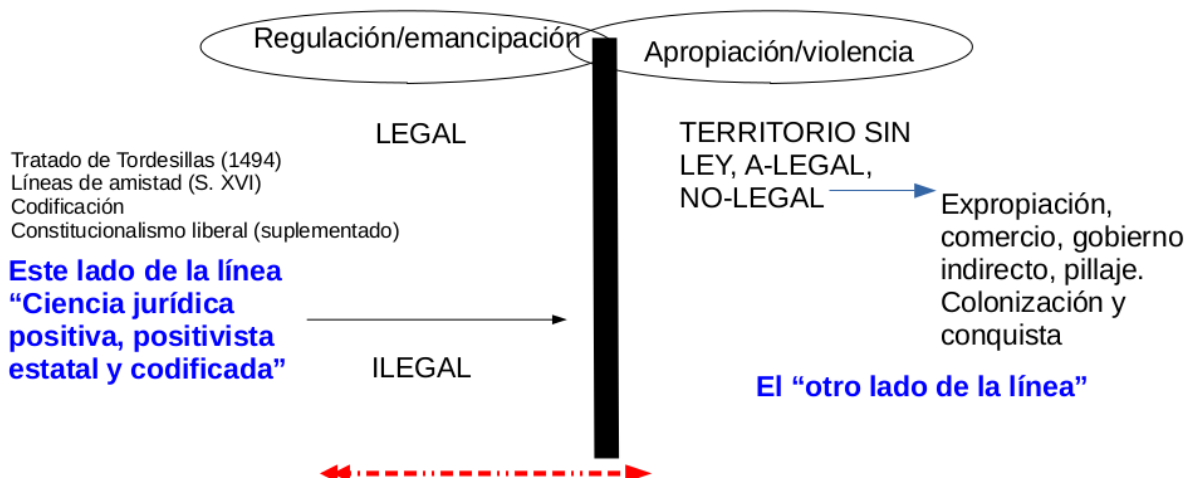 Regulación/emancipación
Apropiación/violencia
LEGAL
Tratado de Tordesillas (1494)
Líneas de amistad (S. XVI)
Codificación
Constitucionalismo liberal (suplementado)
Este lado de la línea
“Ciencia jurídica
positiva, positivista
estatal y codificada”
ILEGAL
TERRITORIO SIN
LEY, A-LEGAL,
NO-LEGAL
Expropiación,
comercio, gobierno
indirecto, pillaje.
Colonización y
conquista
El “otro lado de la línea”